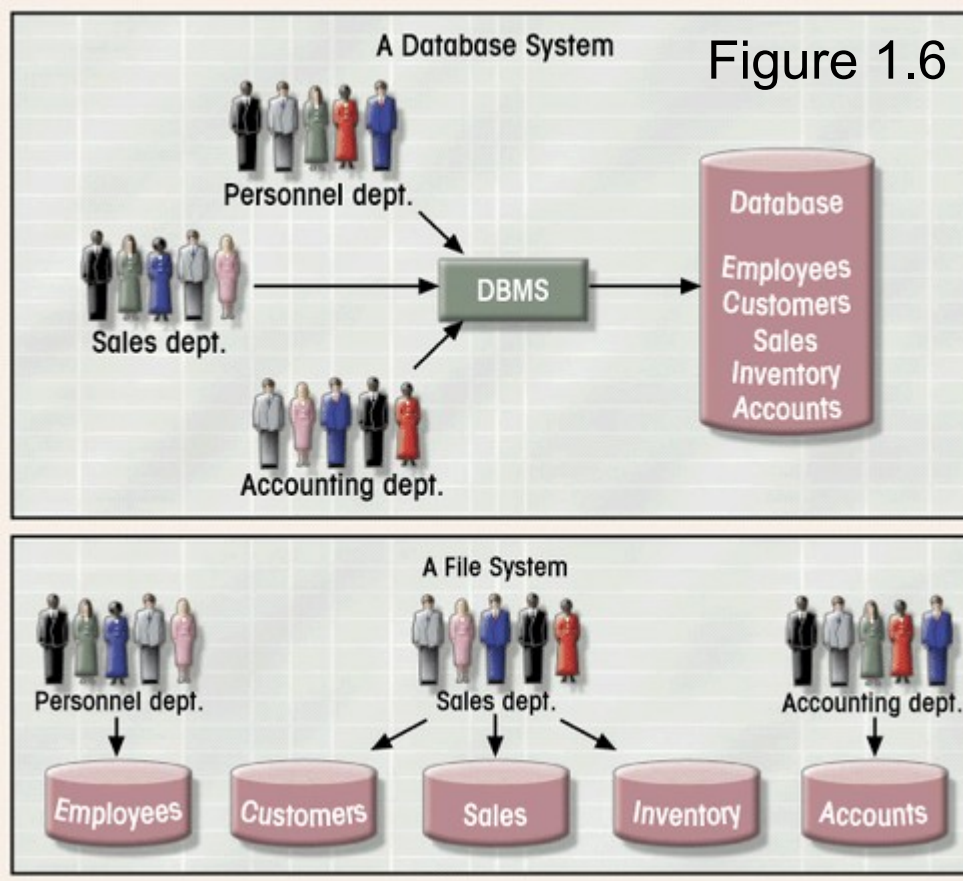 A Database System
Figure 1.6
Personnel dept.
Sales dept.
Accounting dept.
DBMS
Database
Employees
Customers
Sales
Inventory
Accounts
A File System
Personnel dept.
Sales dept.
Accounting dept.
Employees
Customers
Sales
Inventory
Accounts